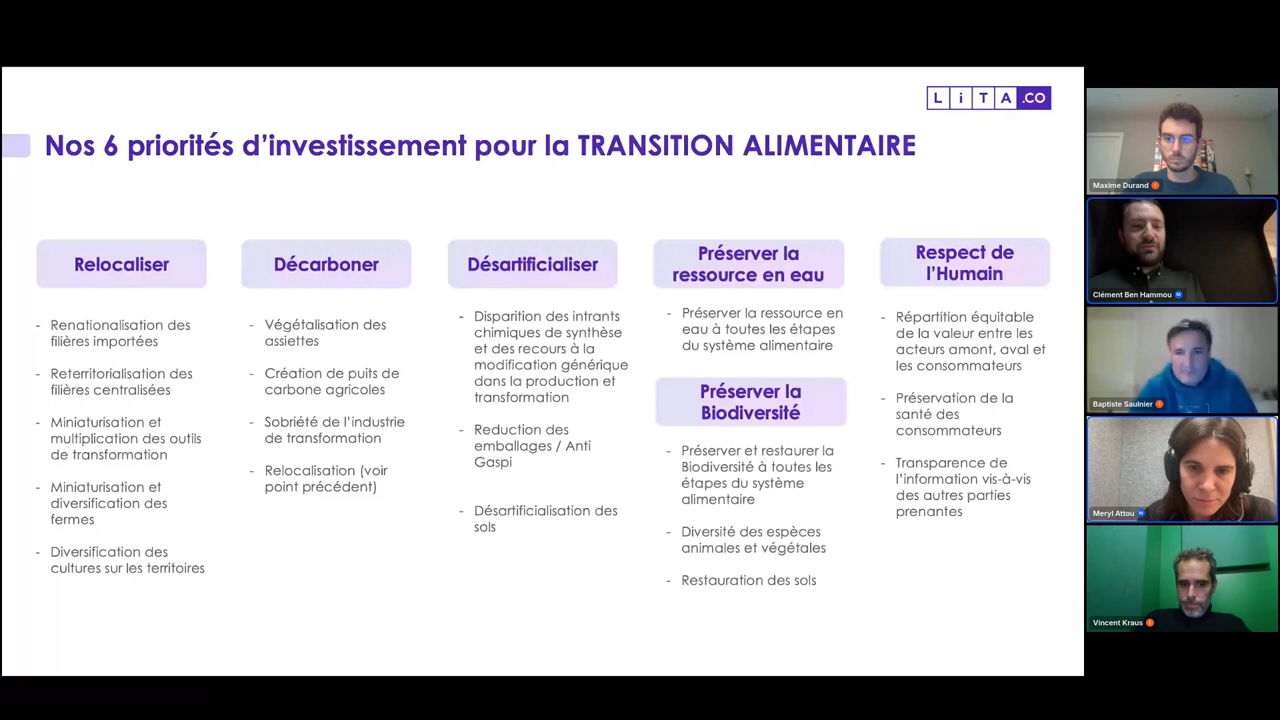 LiTA.CO
Nos 6 priorités d'investissement pour la TRANSITION ALIMENTAIRE
Relocaliser
- Renationalisation des
filières importées
- Reterritorialisation des
filières centralisées
- Miniaturisation et
multiplication des outils
de transformation
- Miniaturisation et
diversification des
fermes
- Diversification des
cultures sur les territoires
Décarboner
- Végétalisation des
assiettes
- Création de puits de
carbone agricoles
- Sobriété de l'industrie
de transformation
- Relocalisation (voir
point précédent)
Désartificialiser
- Disparition des intrants
chimiques de synthèse
et des recours à la
modification générique
dans la production et
transformation
- Reduction des
emballages / Anti
Gaspi
- Désartificialisation des
sols
Préserver la
ressource en eau
- Préserver la ressource en
eau à toutes les étapes
du système alimentaire
Préserver la
Biodiversité
- Préserver et restaurer la
Biodiversité à toutes les
étapes du système
alimentaire
- Diversité des espèces
animales et végétales
- Restauration des sols
Respect de
l'Humain
- Répartition équitable
de la valeur entre les
acteurs amont, aval et
les consommateurs
- Préservation de la
santé des
consommateurs
- Transparence de
l'information vis-à-vis
des autres parties
prenantes
Maxime Durand
Clément Ben Hammou M
Baptiste Saulnier
Meryl Attou M
Vincent Kraus